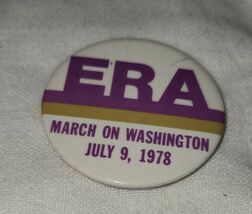 ERA
MARCH ON WASHINGTON
JULY 9, 1978